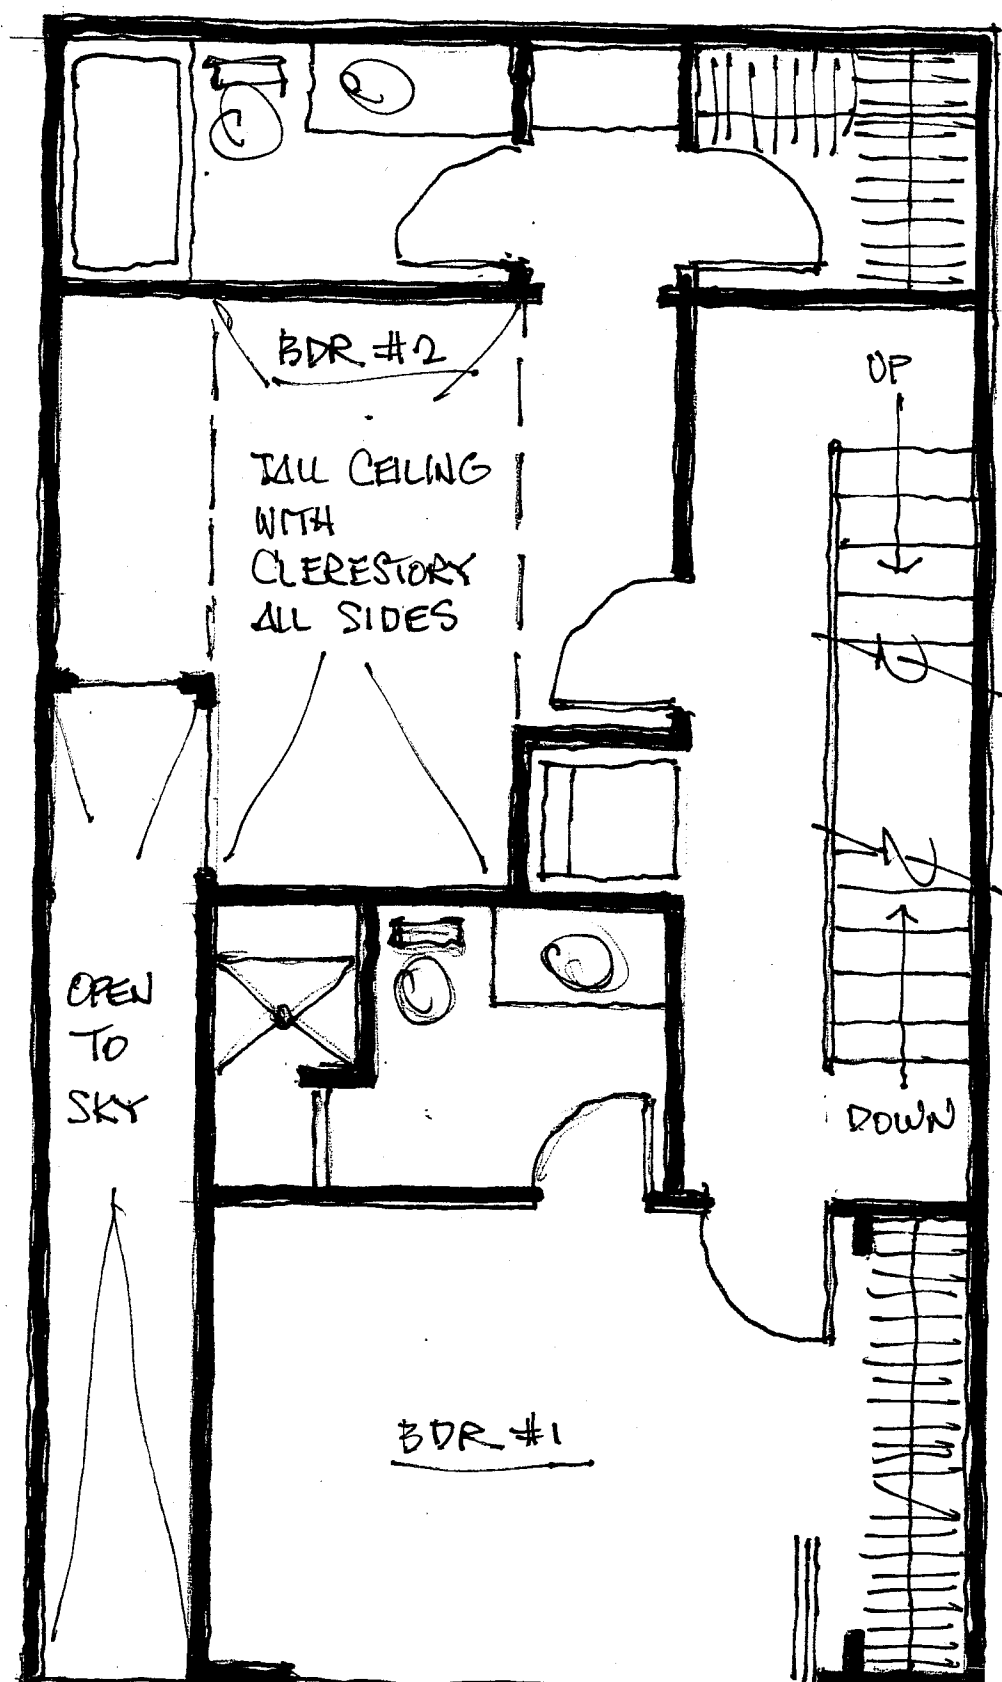 BDR #2
UP
TALL CEILING
WITH
CLERESTORY
ALL SIDES
OPEN
TO
SKY
DOWN
BDR #1